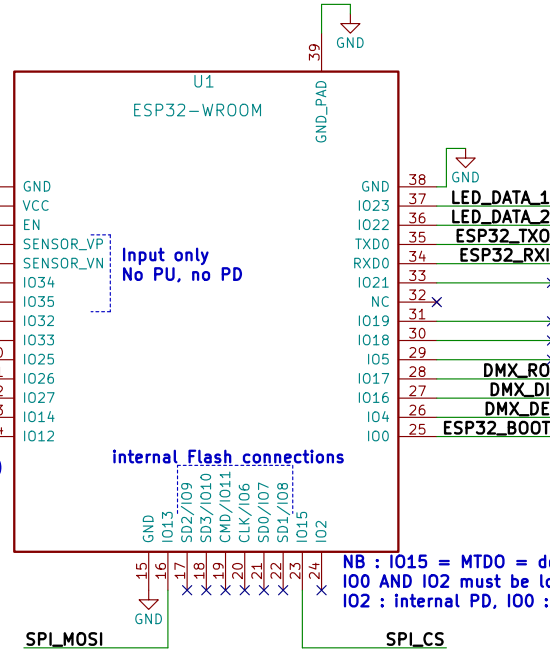 39
GND
U1
ESP32-WROOM
GND_PAD
GND
VCC
EN
SENSOR_VP
SENSOR_VN
IO34
IO35
IO32
IO33
IO25
IO26
IO27
IO14
IO12
Input only
No PU, no PD
GND
GND 38
IO23 37 LED_DATA_1
IO22 36 LED_DATA_2
TXD0 35 ESP32_TXO
RXD0 34 ESP32_RXI
IO21 33
NC 32
IO19 31
IO18 30
IO5 29
IO17 28 DMX_RO
IO16 27 DMX_DI
IO4 26 DMX_DE
IO0 25 ESP32_BOOT
internal Flash connections
GND
IO13
SD2/IO9
SD3/IO10
CMD/IO11
CLK/IO6
SD0/IO7
SD1/IO8
IO15
IO2
15
16
17
18
19
20
21
22
23
24
GND
NB : IO15 = MTDO =
IO0 AND IO2 must be
IO2 : internal PD, IO0 :
SPI_MOSI
SPI_CS